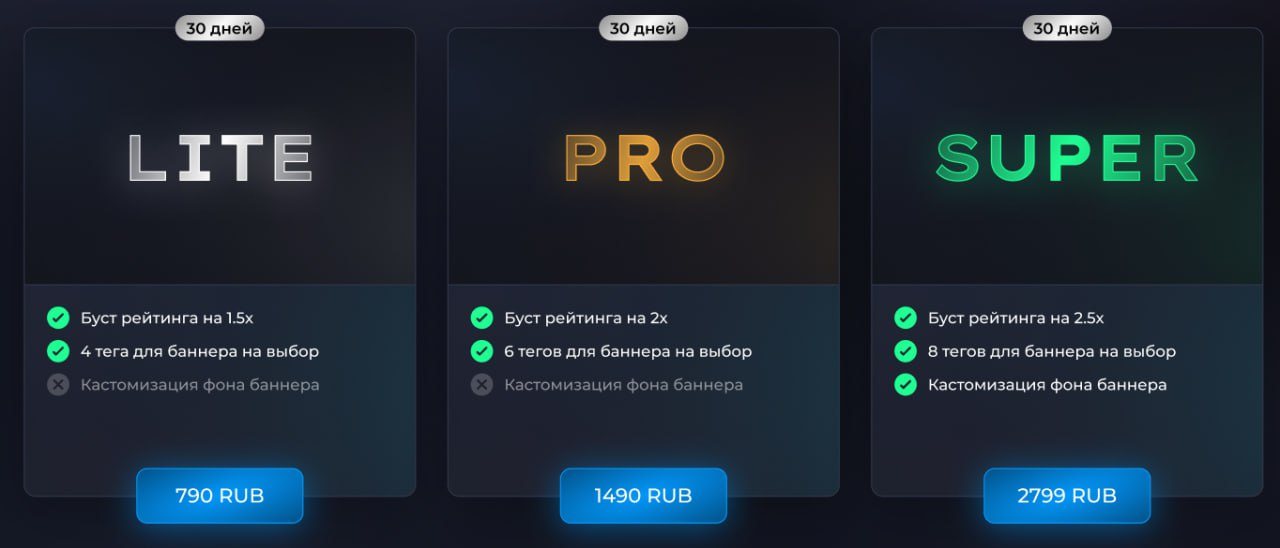 30 дней
LITE
Буст рейтинга на 1.5x
4 тега для баннера на выбор
Кастомизация фона баннера
790 RUB
30 дней
PRO
Буст рейтинга на 2x
6 тегов для баннера на выбор
Кастомизация фона баннера
1490 RUB
30 дней
SUPER
Буст рейтинга на 2.5x
8 тегов для баннера на выбор
Кастомизация фона баннера
2799 RUB